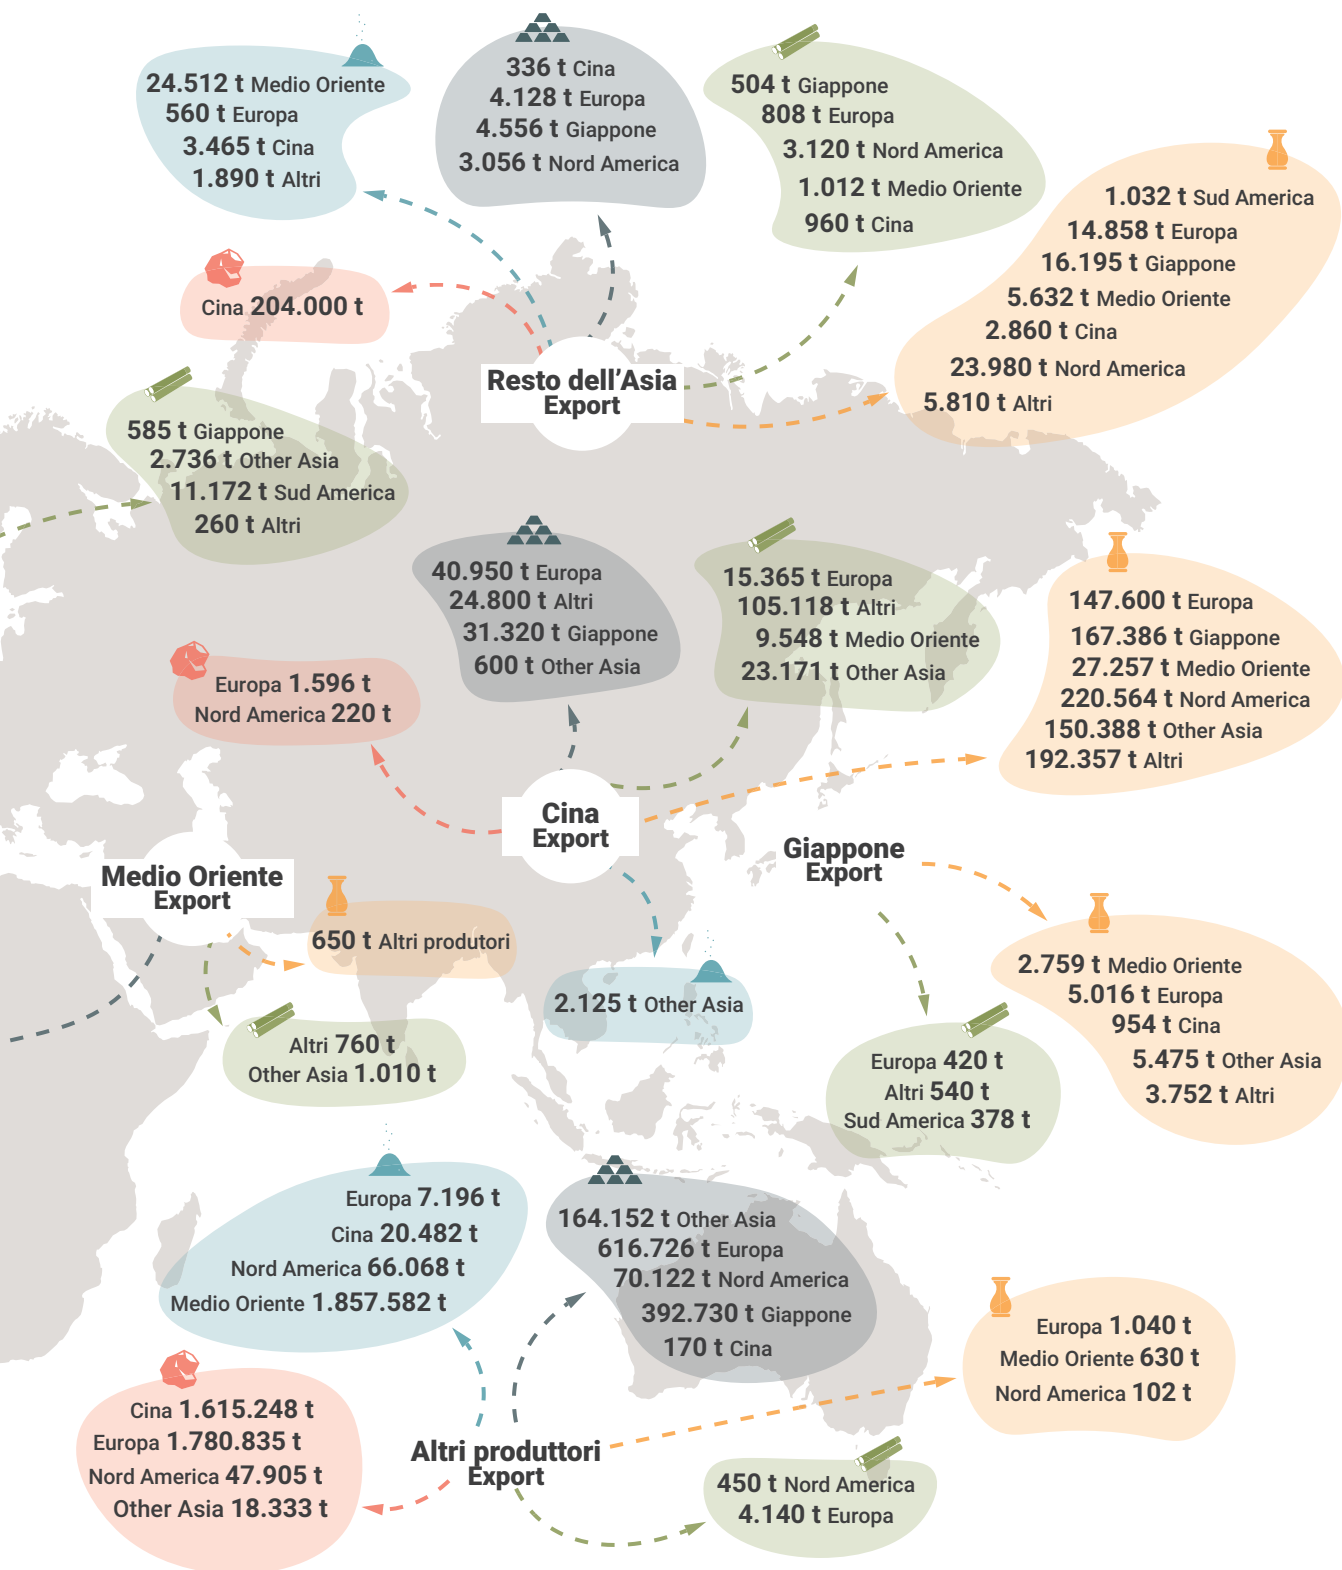 24.512 t Medio Oriente
560 t Europa
3.465 t Cina
1.890 t Altri
336 t Cina
4.128 t Europa
4.556 t Giappone
3.056 t Nord America
504 t Giappone
808 t Europa
3.120 t Nord America
1.012 t Medio Oriente
960 t Cina
1.032 t Sud America
14.858 t Europa
16.195 t Giappone
5.632 t Medio Oriente
2.860 t Cina
23.980 t Nord America
5.810 t Altri
Cina 204.000 t
Resto dell'Asia
Export
585 t Giappone
2.736 t Other Asia
11.172 t Sud America
260 t Altri
40.950 t Europa
24.800 t Altri
31.320 t Giappone
600 t Other Asia
15.365 t Europa
105.118 t Altri
9.548 t Medio Oriente
23.171 t Other Asia
147.600 t Europa
167.386 t Giappone
27.257 t Medio Oriente
220.564 t Nord America
150.388 t Other Asia
192.357 t Altri
Europa 1.596 t
Nord America 220 t
Cina
Export
Giappone
Export
Medio Oriente
Export
650 t Altri produtori
2.125 t Other Asia
2.759 t Medio Oriente
5.016 t Europa
954 t Cina
5.475 t Other Asia
3.752 t Altri
Altri 760 t
Other Asia 1.010 t
Europa 420 t
Altri 540 t
Sud America 378 t
Europa 7.196 t
Cina 20.482 t
Nord America 66.068 t
Medio Oriente 1.857.582 t
164.152 t Other Asia
616.726 t Europa
70.122 t Nord America
392.730 t Giappone
170 t Cina
Europa 1.040 t
Medio Oriente 630 t
Nord America 102 t
Cina 1.615.248 t
Europa 1.780.835 t
Nord America 47.905 t
Other Asia 18.333 t
Altri produttori
Export
450 t Nord America
4.140 t Europa